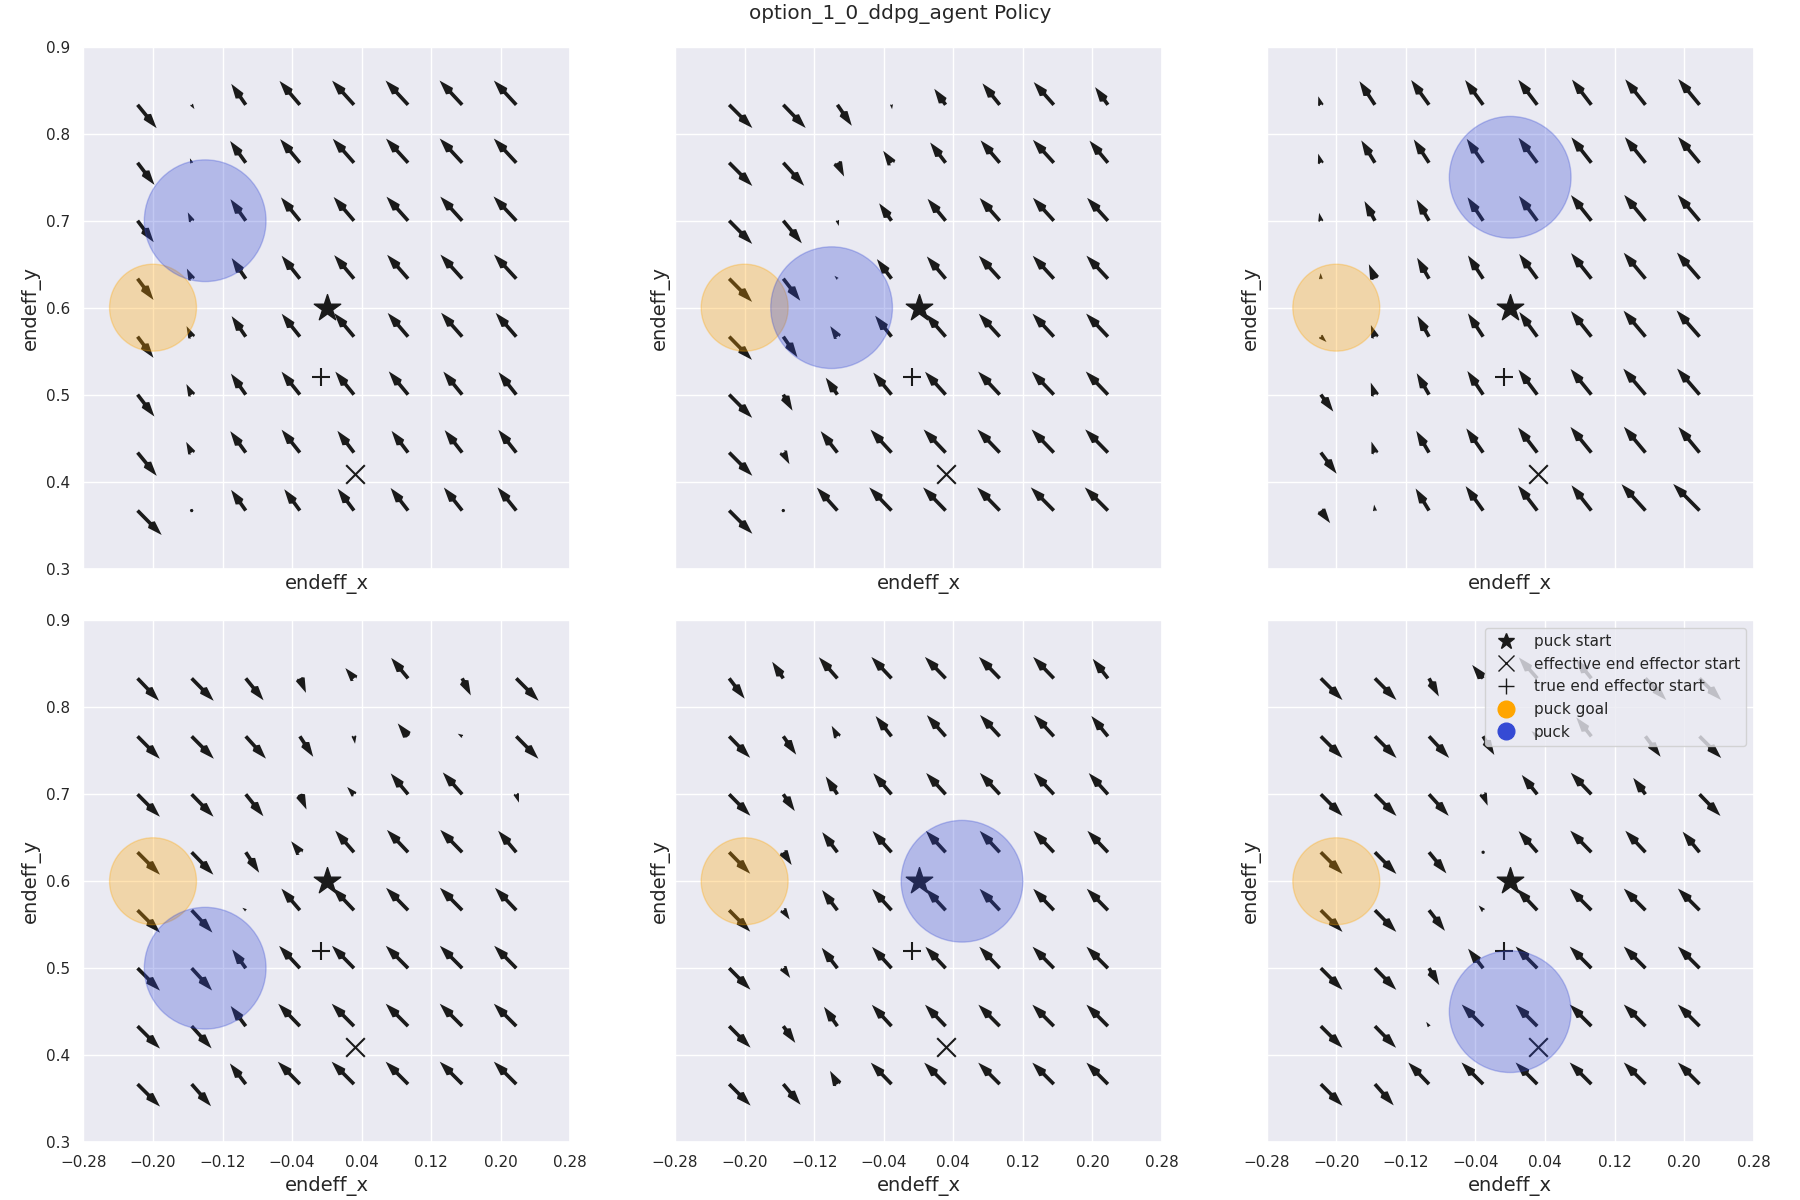 option_1_0_ddpg_agent Policy
0.9
0.8
0.7
0.6
0.5
0.4
0.3
endeff_y
endeff_x
endeff_y
endeff_x
endeff_y
endeff_x
0.9
0.8
0.7
0.6
0.5
0.4
0.3
endeff_y
−0.28 −0.20 −0.12 −0.04 0.04 0.12 0.20 0.28
endeff_x
endeff_y
−0.28 −0.20 −0.12 −0.04 0.04 0.12 0.20 0.28
endeff_x
puck start
effective end effector start
true end effector start
puck goal
puck
endeff_y
−0.28 −0.20 −0.12 −0.04 0.04 0.12 0.20 0.28
endeff_x